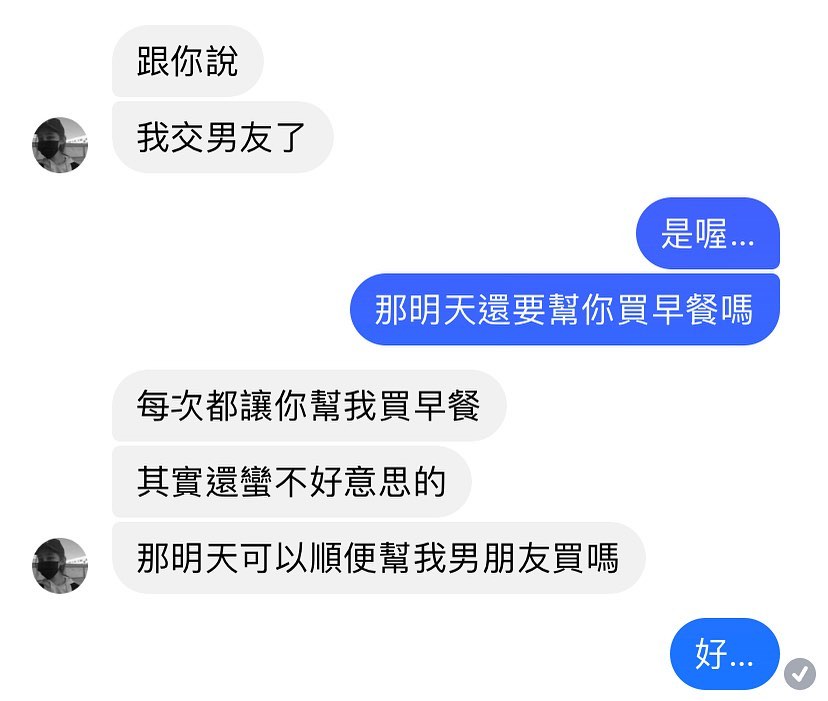 跟你說
我交男友了
是喔...
那明天還要幫你買早餐嗎
每次都讓你幫我買早餐
其實還蠻不好意思的
那明天可以順便幫我男朋友買嗎
好...